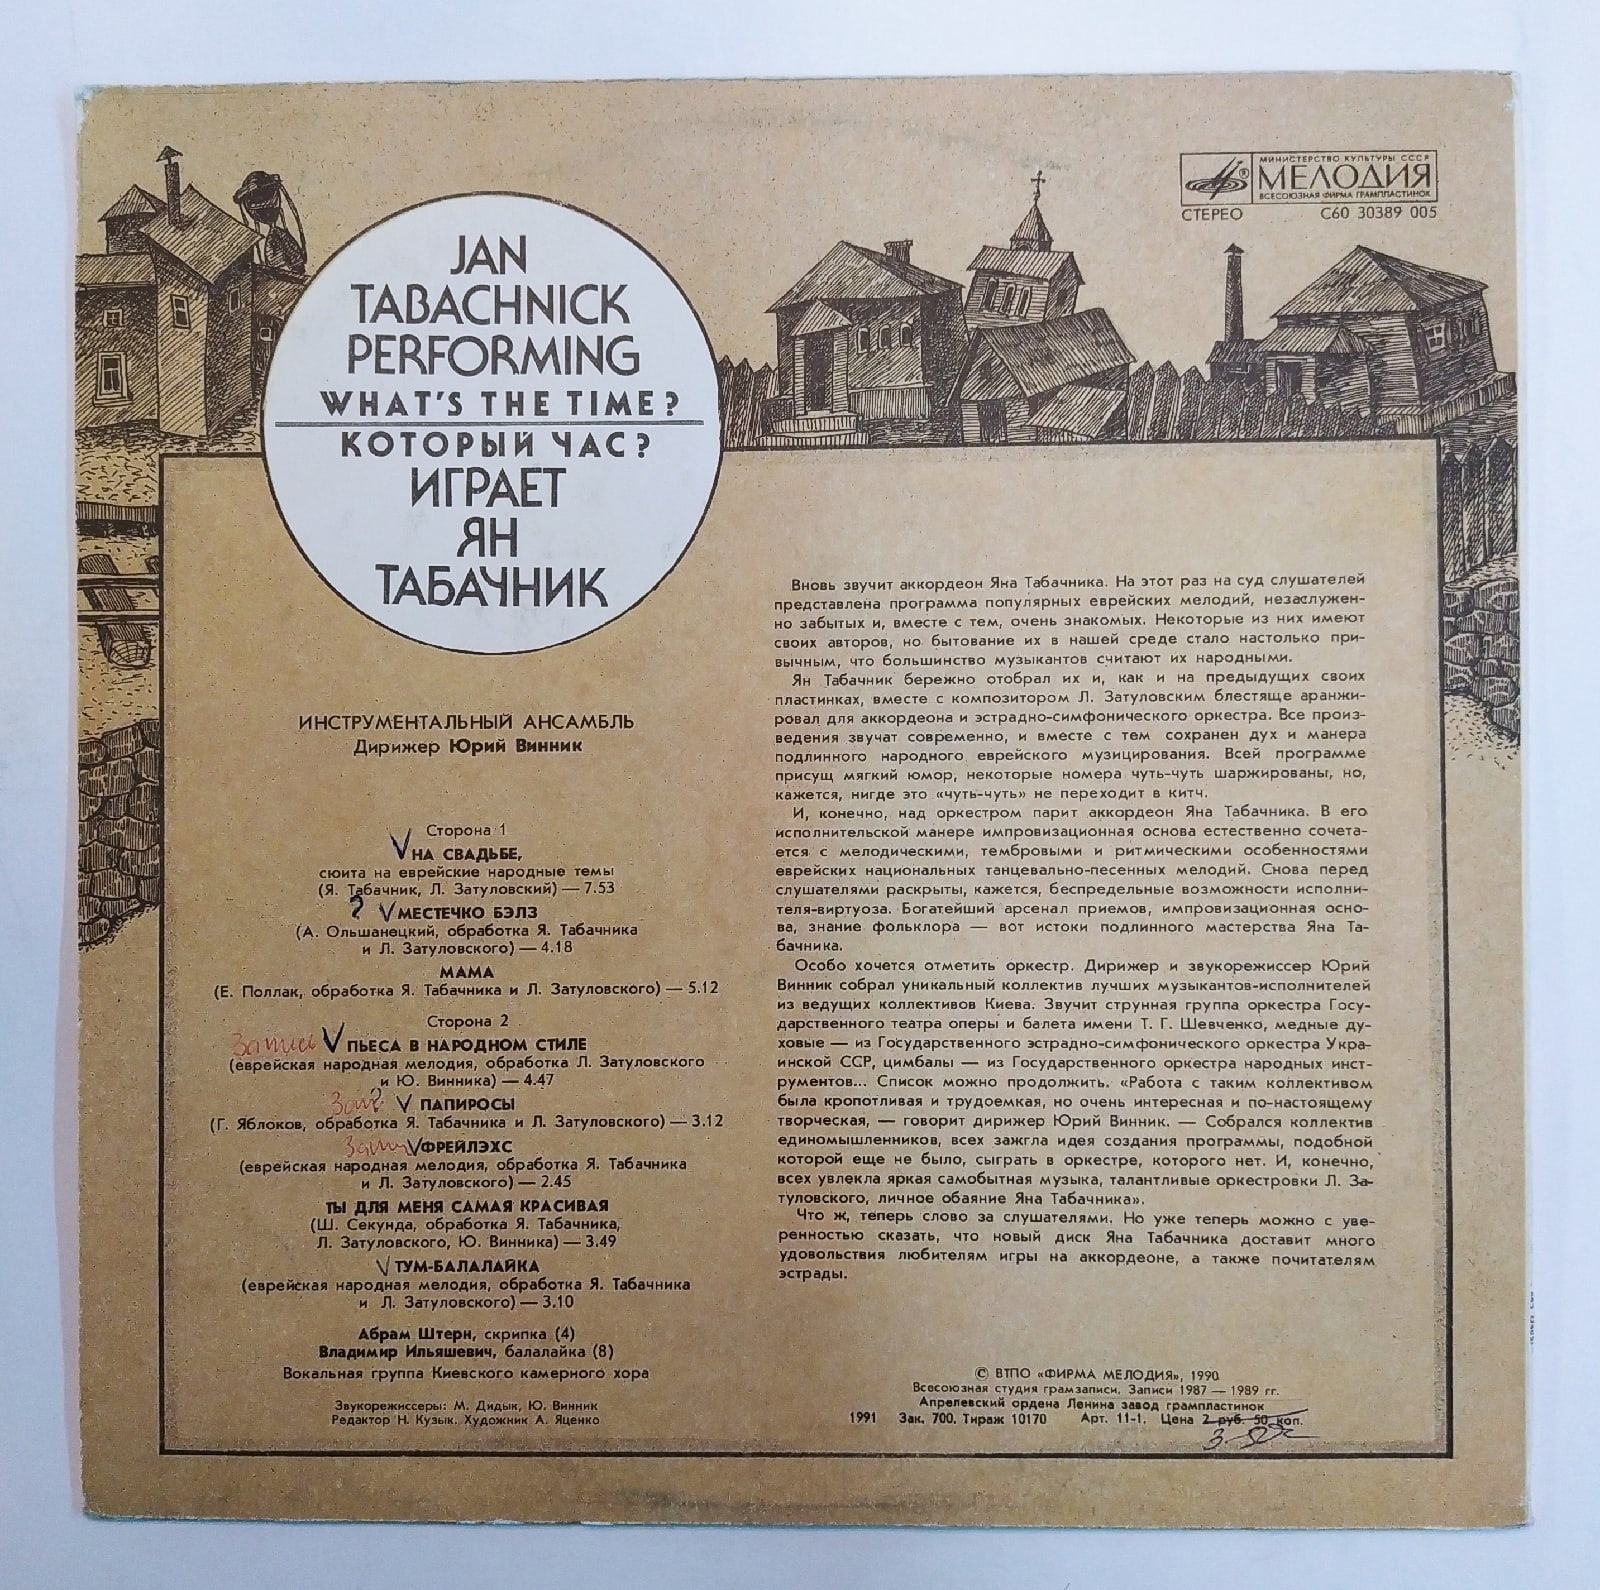 JAN
TABACHNICK
PERFORMING
WHAT'S THE TIME?
КОТОРЫЙ ЧАС?
ИГРАЕТ
ЯН
ТАБАЧНИК
МИНИСТЕРСТВО КУЛЬТУРЫ СССР
МЕЛОДИЯ
ВСЕСОЮЗНАЯ ФИРМА ГРАМПЛАСТИНОК
СТЕРЕО С60 30389 005
ИНСТРУМЕНТАЛЬНЫЙ АНСАМБЛЬ
Дирижер Юрий Винник
Сторона 1
V НА СВАДЬБЕ,
сюита на еврейские народные темы
(Я. Табачник, Л. Затуловский) — 7.53
? V МЕСТЕЧКО БЭЛЗ
(А. Ольшанецкий, обработка Я. Табачника
и Л. Затуловского) — 4.18
МАМА
(Е. Поллак, обработка Я. Табачника и Л. Затуловского) — 5.12
Сторона 2
V ПЬЕСА В НАРОДНОМ СТИЛЕ
(еврейская народная мелодия, обработка Л. Затуловского
и Ю. Винника) — 4.47
V ПАПИРОСЫ
(Г. Яблоков, обработка Я. Табачника и Л. Затуловского) — 3.12
V ФРЕЙЛЭХС
(еврейская народная мелодия, обработка Я. Табачника
и Л. Затуловского) — 2.45
ТЫ ДЛЯ МЕНЯ САМАЯ КРАСИВАЯ
(Ш. Секунда, обработка Я. Табачника,
Л. Затуловского, Ю. Винника) — 3.49
V ТУМ-БАЛАЛАЙКА
(еврейская народная мелодия, обработка Я. Табачника
и Л. Затуловского) — 3.10
Абрам Штерн, скрипка (4)
Владимир Ильяшевич, балалайка (8)
Вокальная группа Киевского камерного хора
Звукорежиссеры: М. Дидык, Ю. Винник
Редактор Н. Кузык. Художник А. Яценко
Вновь звучит аккордеон Яна Табачника. На этот раз на суд слушателей
представлена программа популярных еврейских мелодий, незаслужен-
но забытых и, вместе с тем, очень знакомых. Некоторые из них имеют
своих авторов, но бытование их в нашей среде стало настолько при-
вычным, что большинство музыкантов считают их народными.
Ян Табачник бережно отобрал их и, как и на предыдущих своих
пластинках, вместе с композитором Л. Затуловским блестяще аранжи-
ровал для аккордеона и эстрадно-симфонического оркестра. Все произ-
ведения звучат современно, и вместе с тем сохранен дух и манера
подлинного народного еврейского музицирования. Всей программе
присущ мягкий юмор, некоторые номера чуть-чуть шаржированы, но,
кажется, нигде это «чуть-чуть» не переходит в китч.
И, конечно, над оркестром парит аккордеон Яна Табачника. В его
исполнительской манере импровизационная основа естественно сочета-
ется с мелодическими, тембровыми и ритмическими особенностями
еврейских национальных танцевально-песенных мелодий. Снова перед
слушателями раскрыты, кажется, беспредельные возможности исполни-
теля-виртуоза. Богатейший арсенал приемов, импровизационная осно-
ва, знание фольклора — вот истоки подлинного мастерства Яна Та-
бачника.
Особо хочется отметить оркестр. Дирижер и звукорежиссер Юрий
Винник собрал уникальный коллектив лучших музыкантов-исполнителей
из ведущих коллективов Киева. Звучит струнная группа оркестра Госу-
дарственного театра оперы и балета имени Т. Г. Шевченко, медные ду-
ховые — из Государственного эстрадно-симфонического оркестра Укра-
инской ССР, цимбалы — из Государственного оркестра народных инст-
рументов... Список можно продолжить. «Работа с таким коллективом
была кропотливая и трудоемкая, но очень интересная и по-настоящему
творческая, — говорит дирижер Юрий Винник. — Собрался коллектив
единомышленников, всех зажгла идея создания программы, подобной
которой еще не было, сыграть в оркестре, которого нет. И, конечно,
всех увлекла яркая самобытная музыка, талантливые оркестровки Л. За-
туловского, личное обаяние Яна Табачника».
Что ж, теперь слово за слушателями. Но уже теперь можно с уве-
ренностью сказать, что новый диск Яна Табачника доставит много
удовольствия любителям игры на аккордеоне, а также почитателям
эстрады.
© ВТПО «ФИРМА МЕЛОДИЯ», 1990
Всесоюзная студия грамзаписи. Записи 1987 — 1989 гг.
Апрелевский ордена Ленина завод грампластинок
1991 Зак. 700. Тираж 10170 Арт. 11-1. Цена 2 руб. 50 коп.